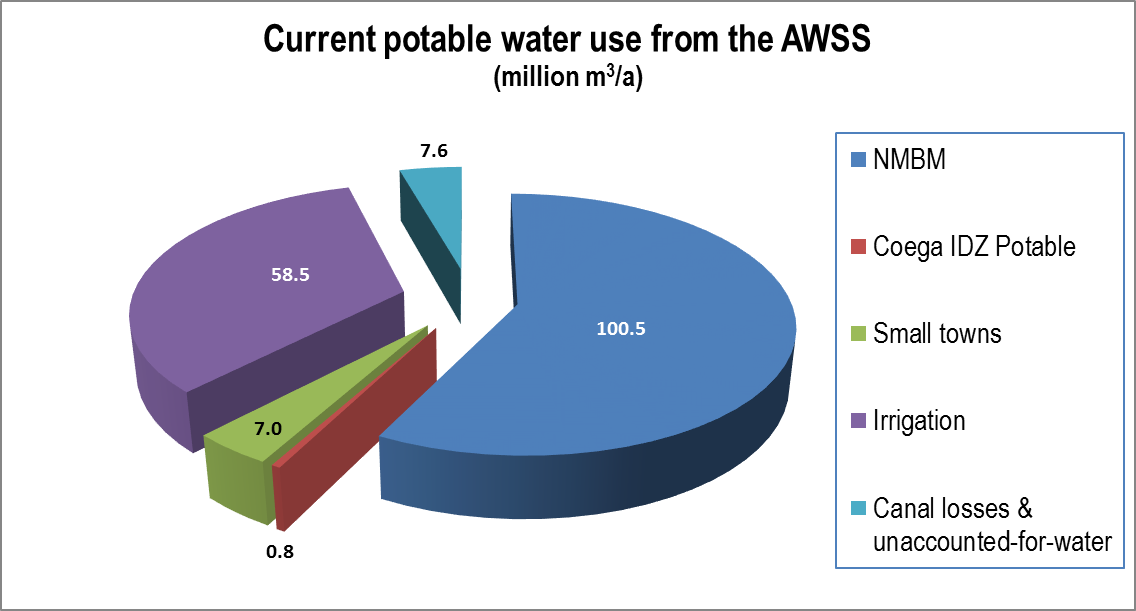 Current potable water use from the AWSS
(million m³/a)
7.6
58.5
100.5
7.0
0.8
NMBM
Coega IDZ Potable
Small towns
Irrigation
Canal losses &
unaccounted-for-water